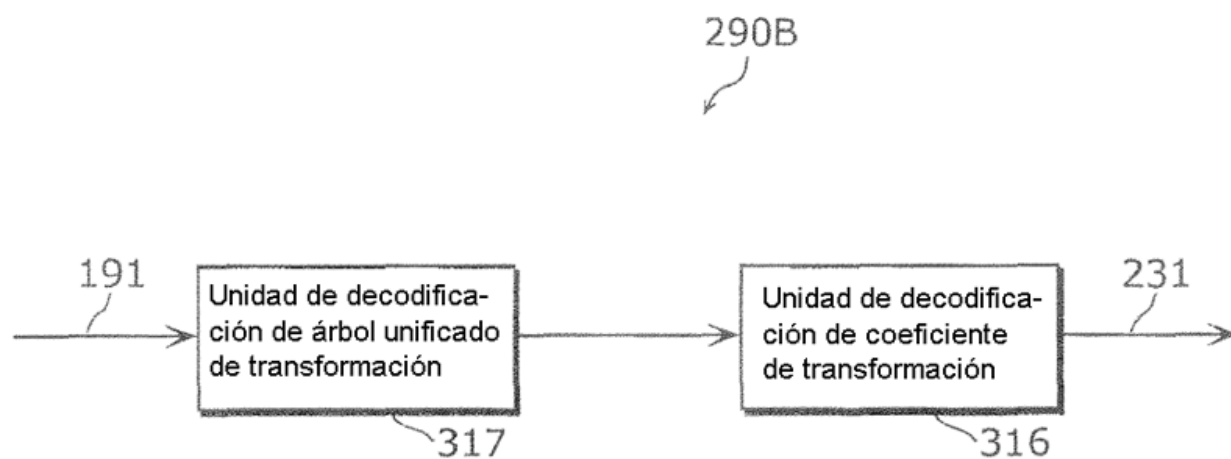 290B
191
Unidad de decodifica-
ción de árbol unificado
de transformación
317
Unidad de decodifica-
ción de coeficiente
de transformación
316
231